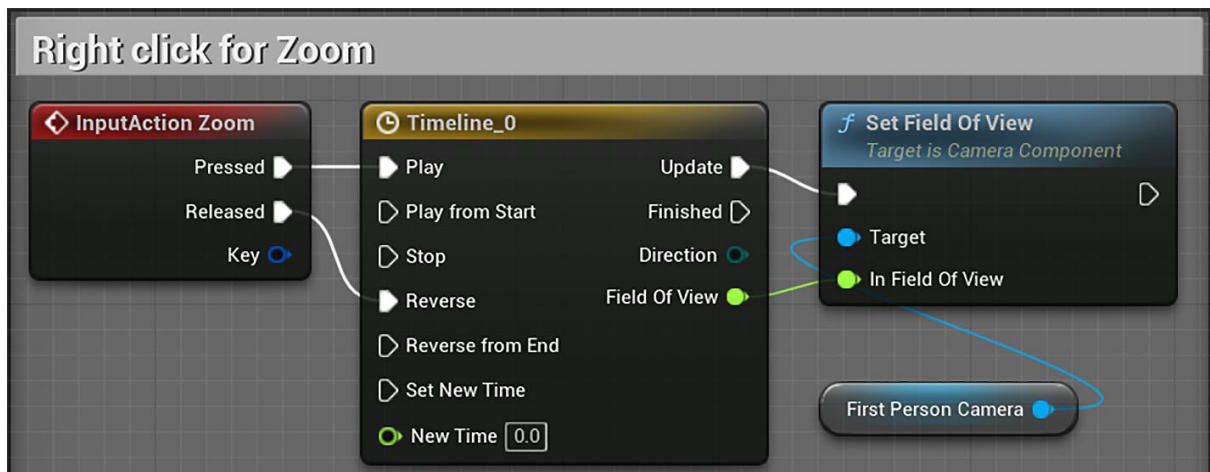 Right click for Zoom
InputAction Zoom
Pressed
Released
Key
Timeline_0
Play
Play from Start
Stop
Reverse
Reverse from End
Set New Time
New Time 0.0
Update
Finished
Direction
Field Of View
f Set Field Of View
Target is Camera Component
Target
In Field Of View
First Person Camera